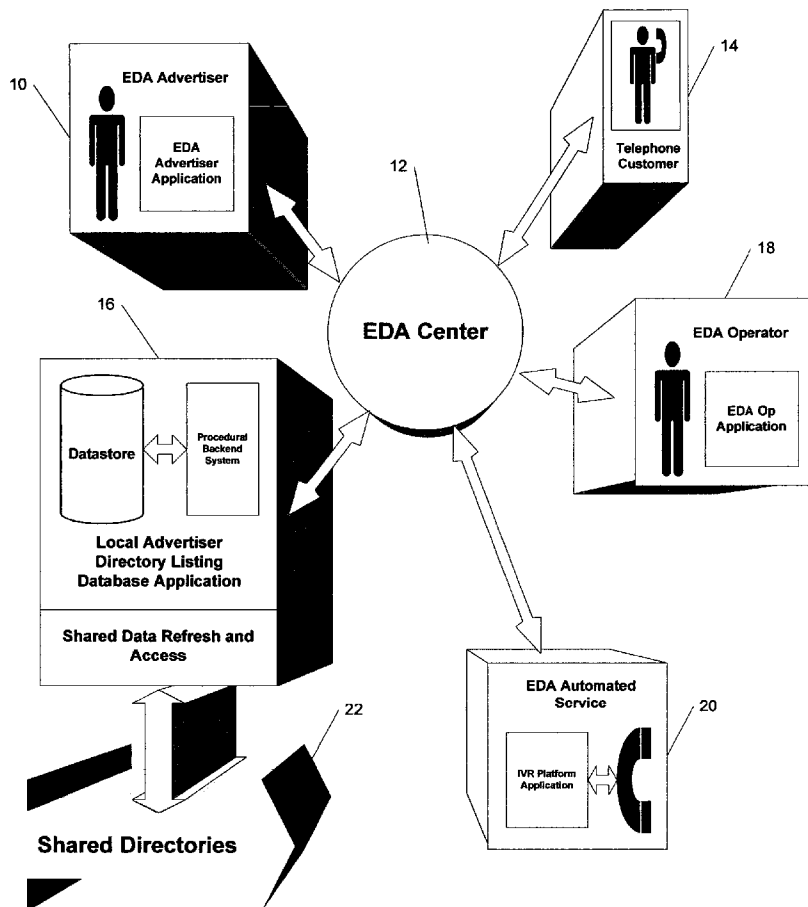 10
EDA Advertiser
EDA
Advertiser
Application
14
Telephone
Customer
12
EDA Center
18
EDA Operator
EDA Op
Application
16
Datastore
Procedural
Backend
System
Local Advertiser
Directory Listing
Database Application
Shared Data Refresh and
Access
EDA Automated
Service
20
IVR Platform
Application
22
Shared Directories